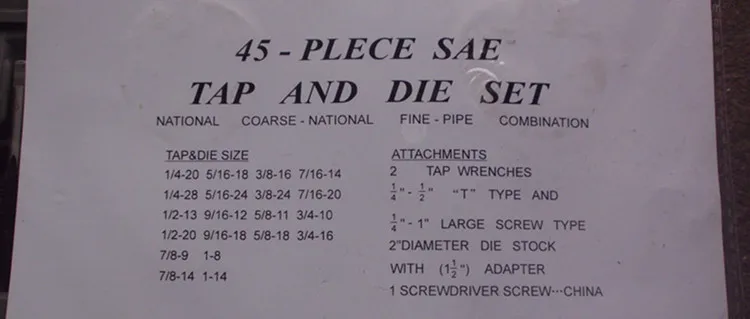 45 - PLECE SAE
TAP AND DIE SET
NATIONAL COARSE - NATIONAL FINE - PIPE COMBINATION
TAP&DIE SIZE
1/4-20 5/16-18 3/8-16 7/16-14
1/4-28 5/16-24 3/8-24 7/16-20
1/2-13 9/16-12 5/8-11 3/4-10
1/2-20 9/16-18 5/8-18 3/4-16
7/8-9 1-8
7/8-14 1-14
ATTACHMENTS
2 TAP WRENCHES
1/4"- 1/2" "T" TYPE AND
1/4"- 1" LARGE SCREW TYPE
2"DIAMETER DIE STOCK
WITH (1 1/2") ADAPTER
1 SCREWDRIVER SCREW···CHINA